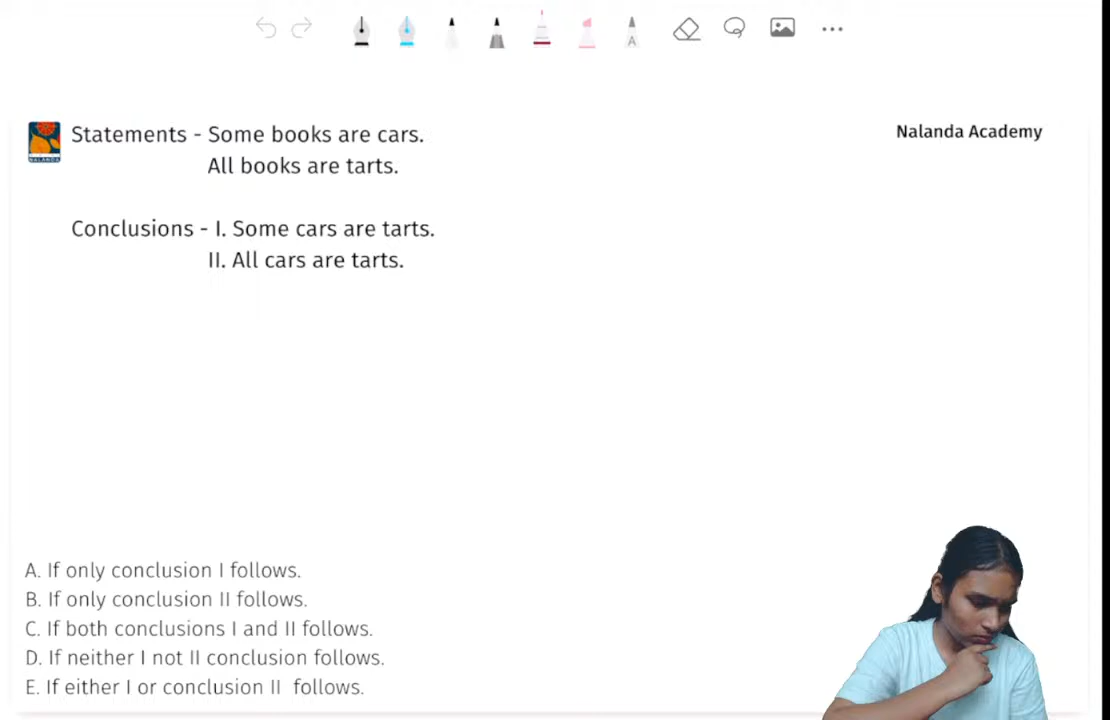 A
Statements - Some books are cars.
Nalanda Academy
NALANDA
All books are tarts.
Conclusions - I. Some cars are tarts.
II. All cars are tarts.
A. If only conclusion I follows.
B. If only conclusion II follows.
C. If both conclusions I and II follows.
D. If neither I not II conclusion follows.
E. If either I or conclusion II follows.